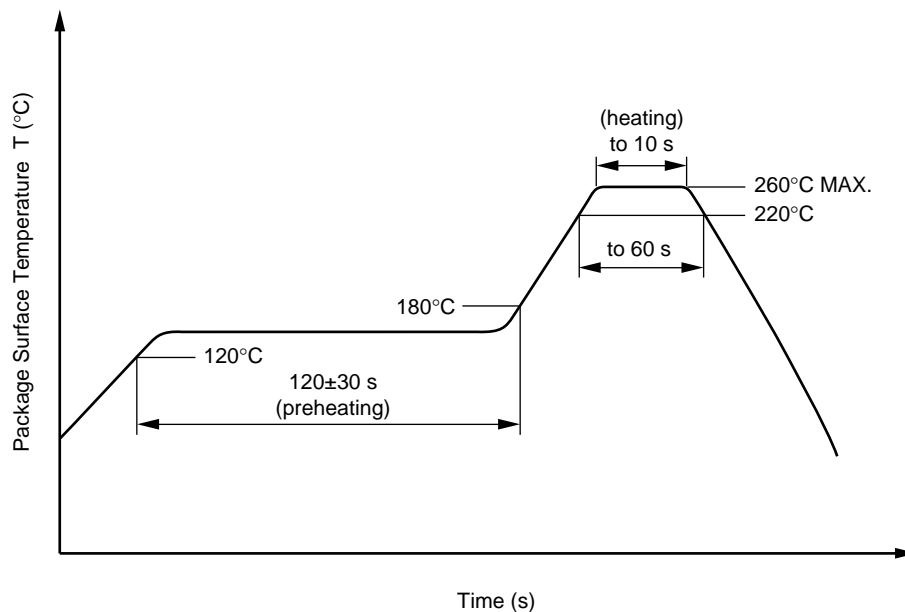 Package Surface Temperature T (°C)
(heating)
to 10 s
260°C MAX.
220°C
to 60 s
180°C
120°C
120±30 s
(preheating)
Time (s)